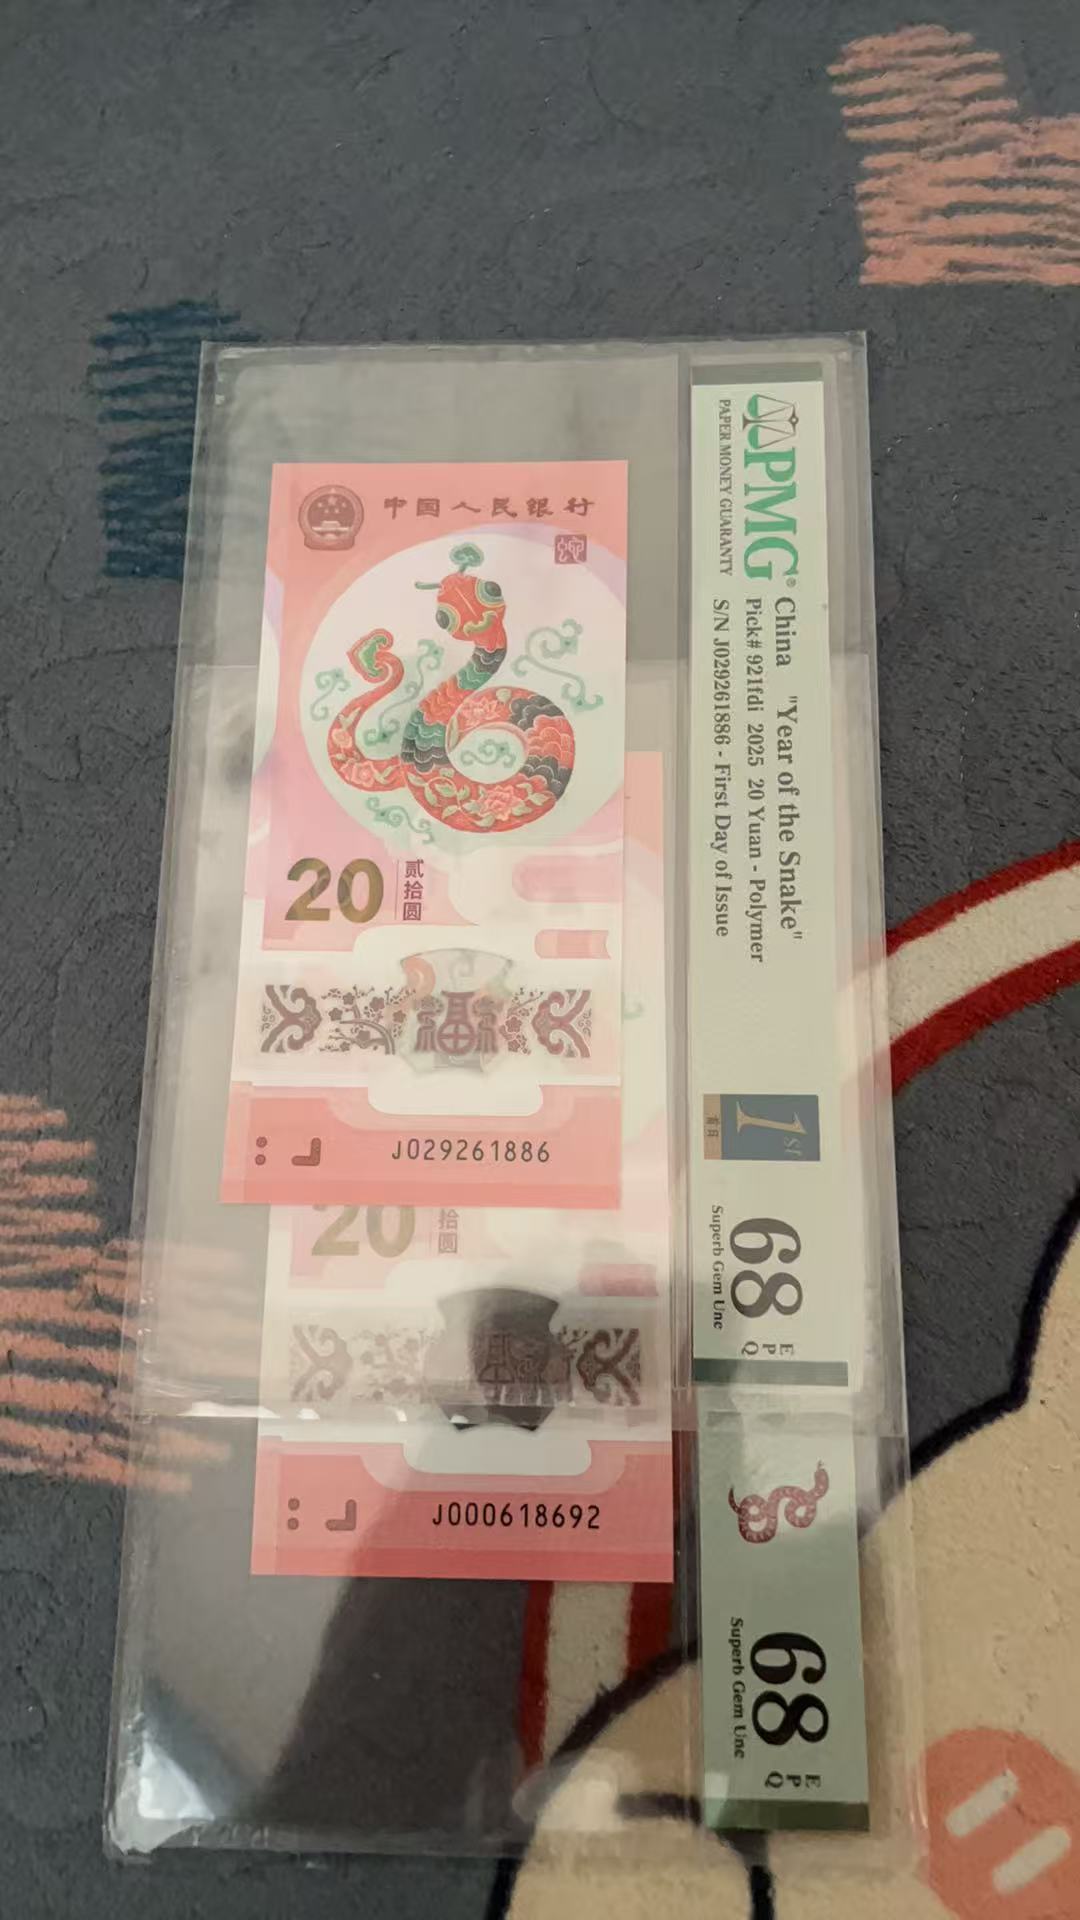 中国人民银行
20
贰拾圆
J029261886
PMG®
PAPER MONEY GUARANTY
China "Year of the Snake"
Pick# 921fdi 2025 20 Yuan - Polymer
S/N J029261886 - First Day of Issue
1st
首日
68
EPQ
Superb Gem Unc
20
拾圆
J000618692
68
EPQ
Superb Gem Unc